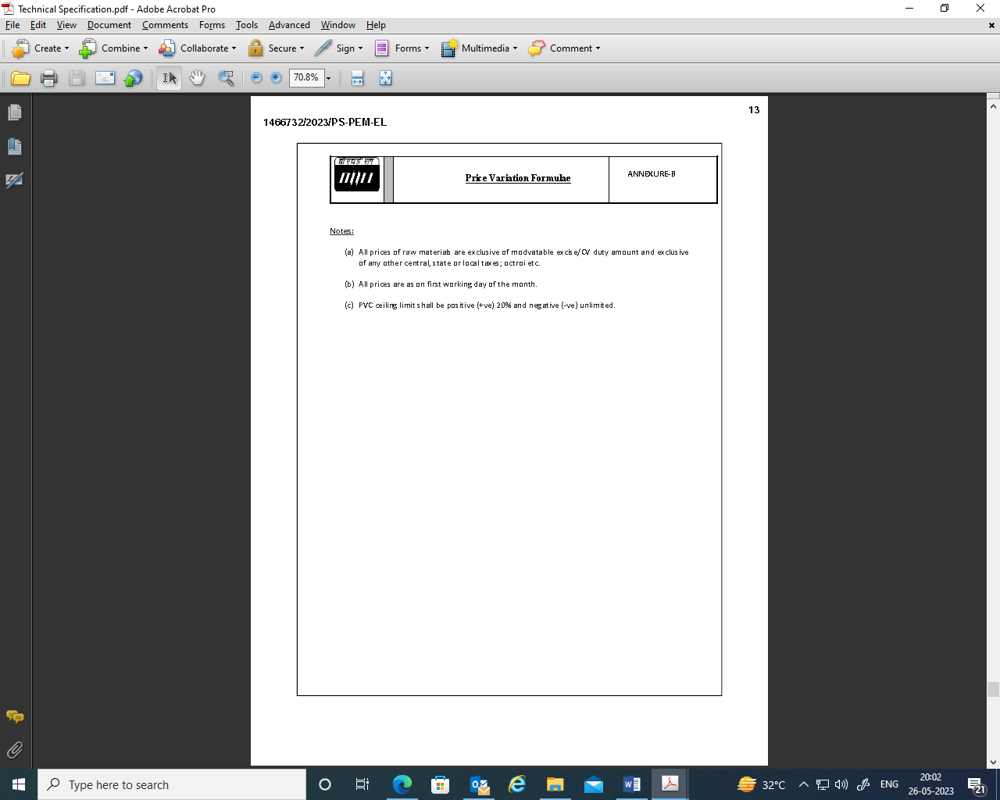 Technical Specification.pdf - Adobe Acrobat Pro
File Edit View Document Comments Forms Tools Advanced Window Help
Create Combine Collaborate Secure Sign Forms Multimedia Comment
70.8%
13
1466732/2023/PS-PEM-EL
Price Variation Formulae
ANNEXURE-B
Notes:
(a) All prices of raw materials are exclusive of modvatable excise/CV duty amount and exclusive
of any other central, state or local taxes; octroi etc.
(b) All prices are as on first working day of the month.
(c) PVC ceiling limit shall be positive (+ve) 20% and negative (-ve) unlimited.
Type here to search
32°C
ENG
20:02
26-05-2023
21